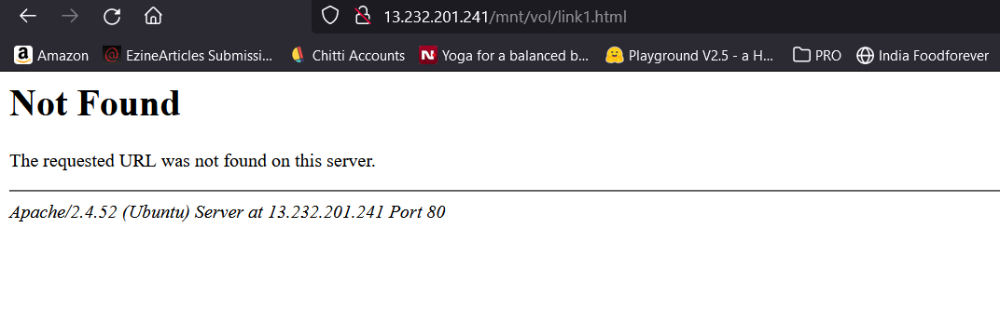 13.232.201.241/mnt/vol/link1.html
Amazon EzineArticles Submissi... Chitti Accounts Yoga for a balanced b... Playground V2.5 - a H... PRO India Foodforever
Not Found
The requested URL was not found on this server.
Apache/2.4.52 (Ubuntu) Server at 13.232.201.241 Port 80